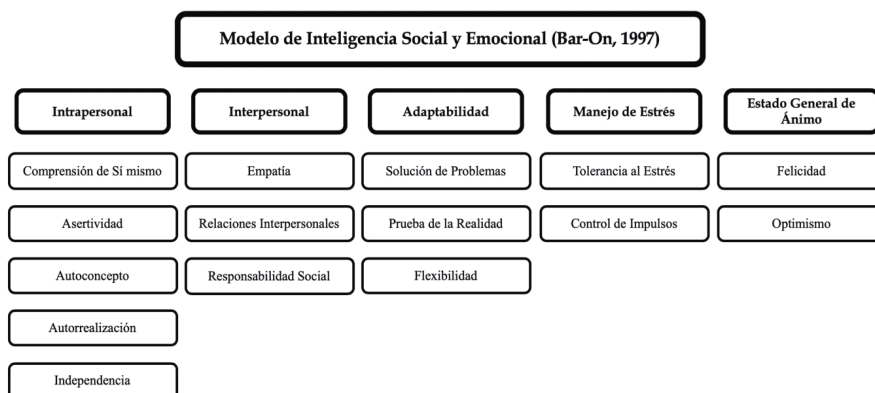 Modelo de Inteligencia Social y Emocional (Bar-On, 1997)
Intrapersonal
Interpersonal
Adaptabilidad
Manejo de Estrés
Estado General de
Ánimo
Comprensión de Sí mismo
Empatía
Solución de Problemas
Tolerancia al Estrés
Felicidad
Asertividad
Relaciones Interpersonales
Prueba de la Realidad
Control de Impulsos
Optimismo
Autoconcepto
Responsabilidad Social
Flexibilidad
Autorrealización
Independencia